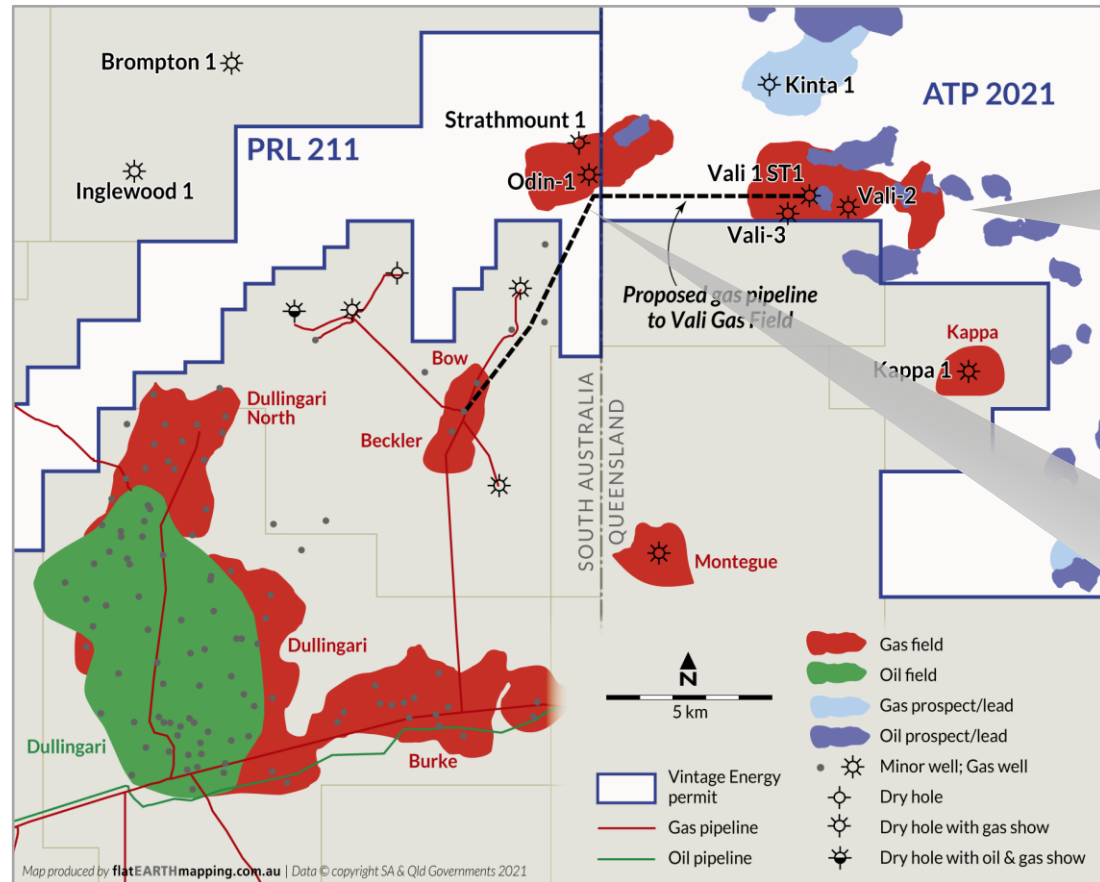 Brompton 1
Kinta 1
ATP 2021
Strathmount 1
PRL 211
Vali 1 ST1
Inglewood 1
Odin-1
Vali-2
Vali-3
Proposed gas pipeline
to Vali Gas Field
Kappa
Bow
Kappa 1
Dullingari
North
Beckler
SOUTH AUSTRALIA
QUEENSLAND
Montegue
Dullingari
Dullingari
Burke
N
5 km
Gas field
Oil field
Gas prospect/lead
Oil prospect/lead
Minor well; Gas well
Dry hole
Dry hole with gas show
Dry hole with oil & gas show
Vintage Energy
permit
Gas pipeline
Oil pipeline
Map produced by flatEARTHmapping.com.au | Data © copyright SA & Qld Governments 2021